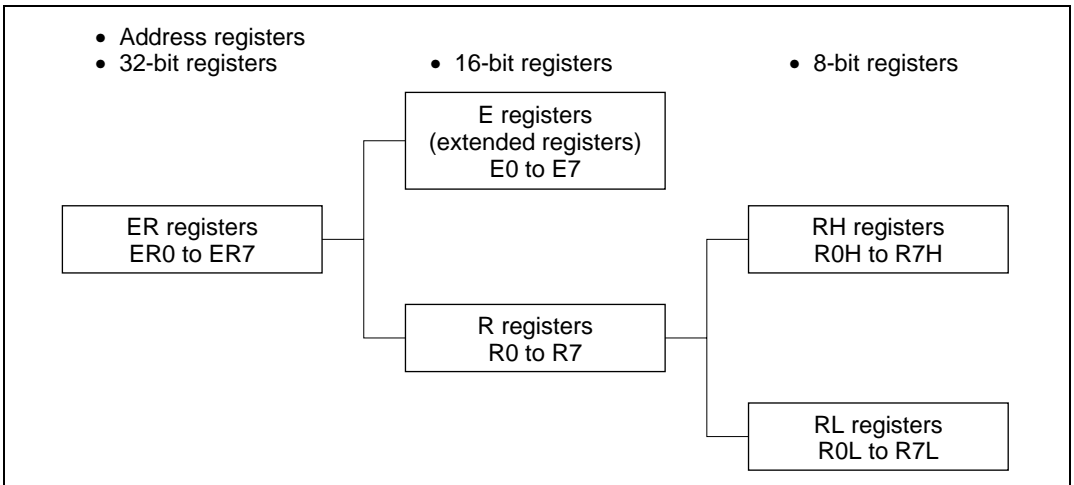 • Address registers
• 32-bit registers
• 16-bit registers
• 8-bit registers
E registers
(extended registers)
E0 to E7
ER registers
ER0 to ER7
RH registers
R0H to R7H
R registers
R0 to R7
RL registers
R0L to R7L